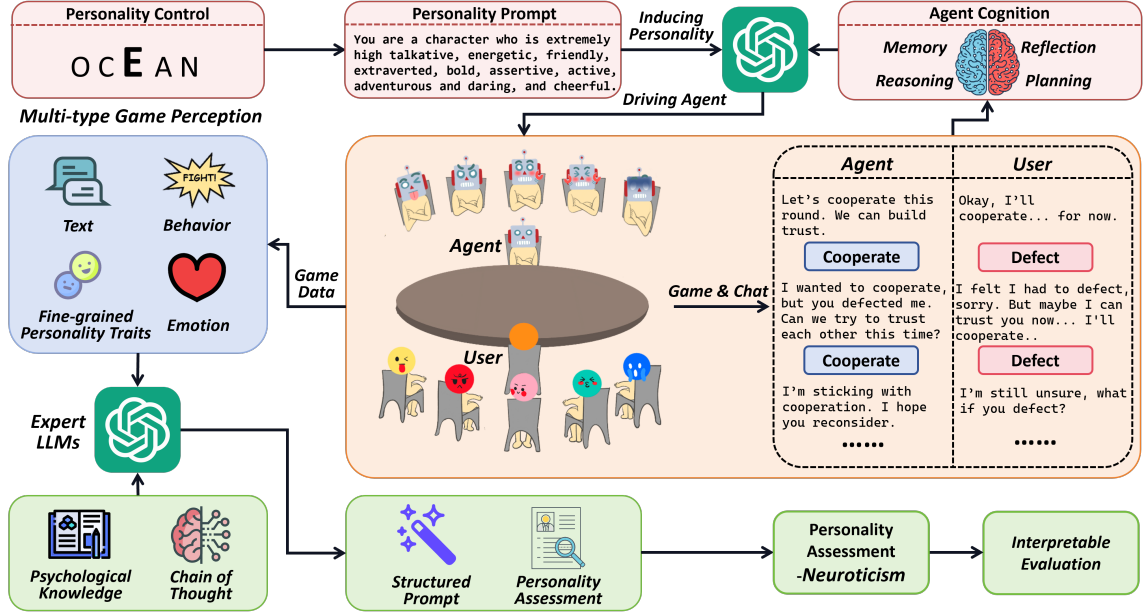 Personality Control
OCEAN
Personality Prompt
You are a character who is extremely
high talkative, energetic, friendly,
extraverted, bold, assertive, active,
adventurous and daring, and cheerful.
Inducing
Personality
Agent Cognition
Memory
Reflection
Reasoning
Planning
Driving Agent
Multi-type Game Perception
Text
FIGHT!
Behavior
Fine-grained
Personality Traits
Emotion
Game
Data
Agent
User
Game & Chat
Agent
User
Let's cooperate this
round. We can build
trust.
Okay, I'll
cooperate... for now.
Cooperate
Defect
I wanted to cooperate,
but you defected me.
Can we try to trust
each other this time?
I felt I had to defect,
sorry. But maybe I can
trust you now... I'll
cooperate..
Cooperate
Defect
I'm sticking with
cooperation. I hope
you reconsider.
I'm still unsure, what
if you defect?
......
......
Expert
LLMs
Psychological
Knowledge
Chain of
Thought
Structured
Prompt
Personality
Assessment
Personality
Assessment
-Neuroticism
Interpretable
Evaluation